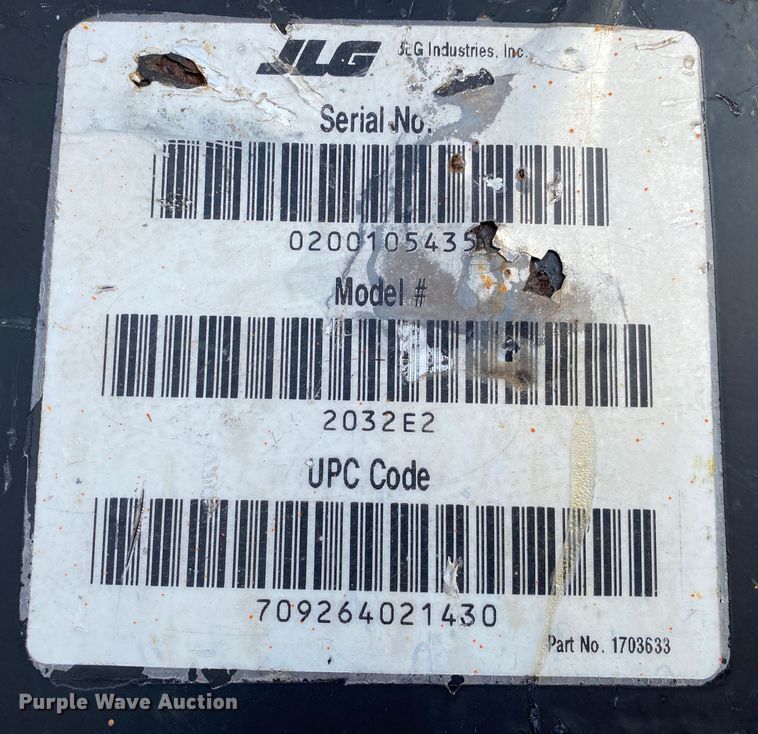 JLG JLG Industries, Inc.
Serial No.
0200105435
Model #
2032E2
UPC Code
709264021430
Part No. 1703633
Purple Wave Auction